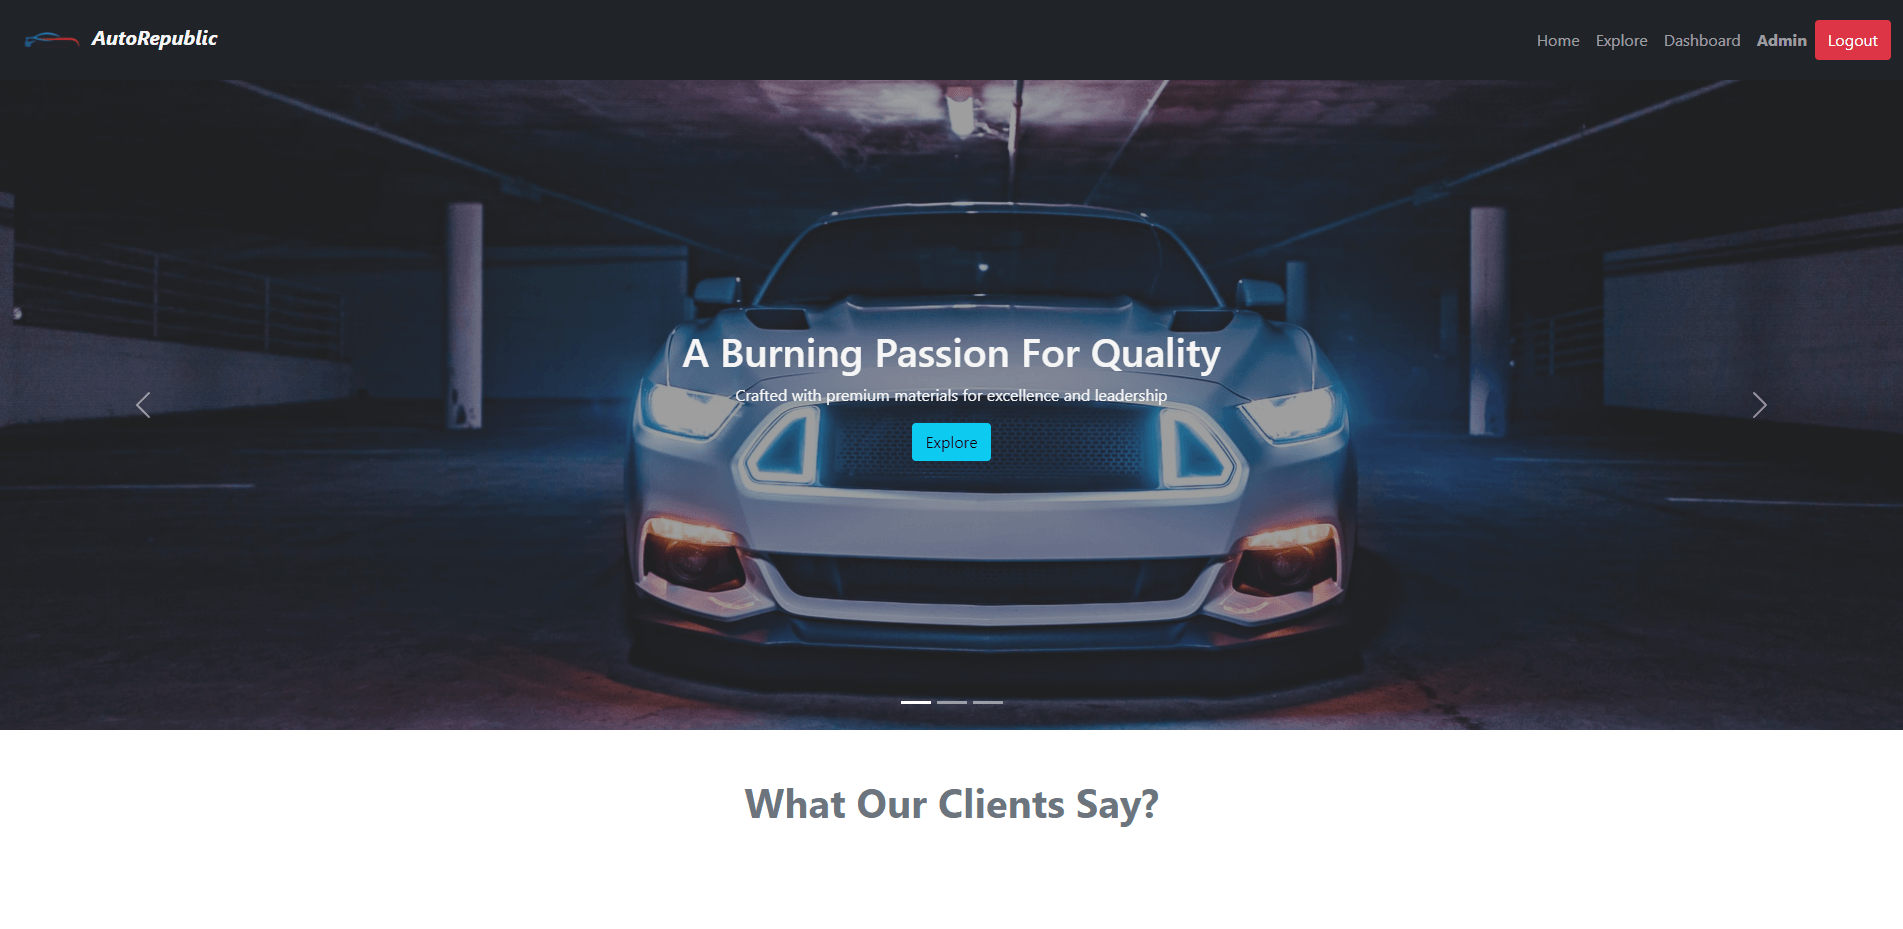 AutoRepublic
Home Explore Dashboard Admin Logout
A Burning Passion For Quality
Crafted with premium materials for excellence and leadership
Explore
What Our Clients Say?